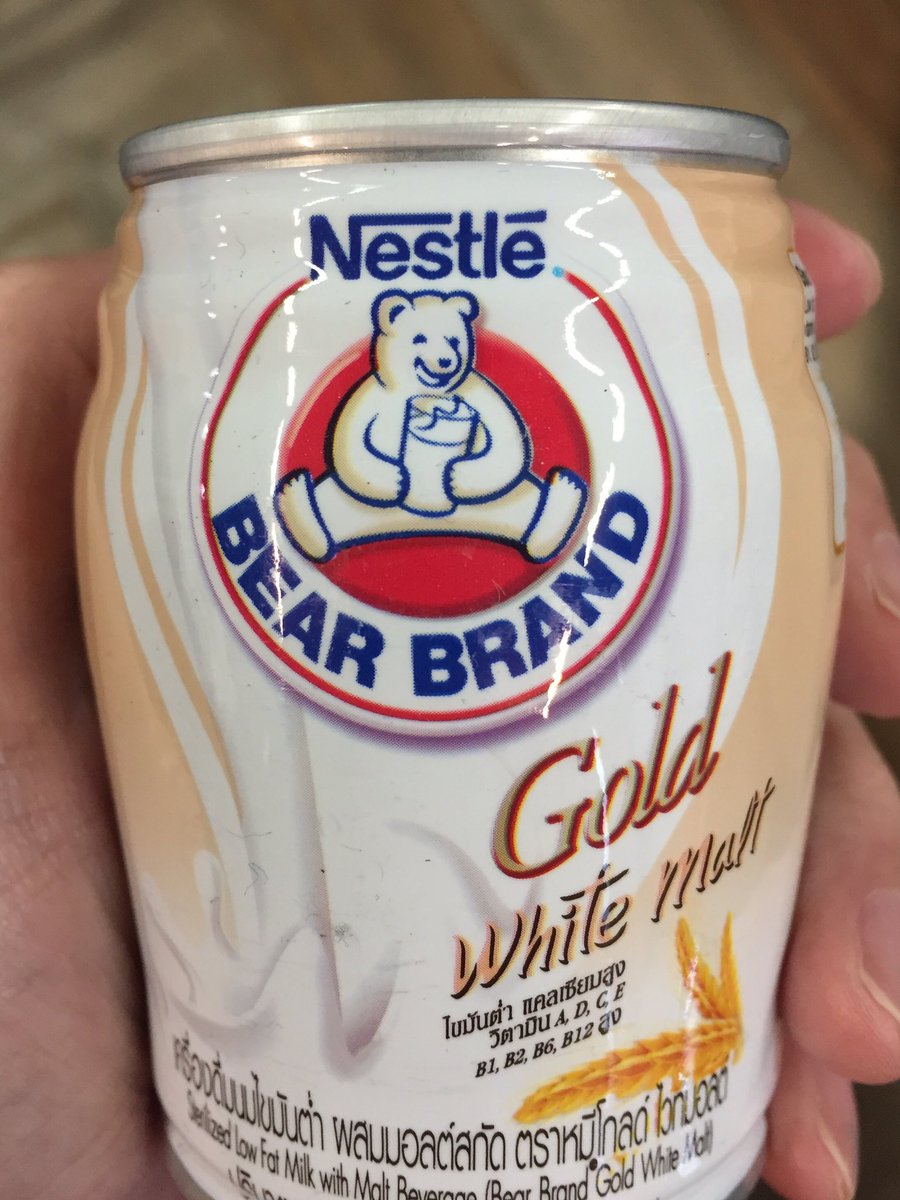 Nestlé
BEAR BRAND
Gold
White Malt
ไขมันต่ำ แคลเซียมสูง
วิตามิน A, D, C, E
B1, B2, B6, B12 สูง
เครื่องดื่มนมไขมันต่ำ ผสมมอลต์สกัด ตราหมีโกลด์ ไวท์มอลต์
Sterilized Low Fat Milk with Malt Beverage (Bear Brand® Gold White Malt)